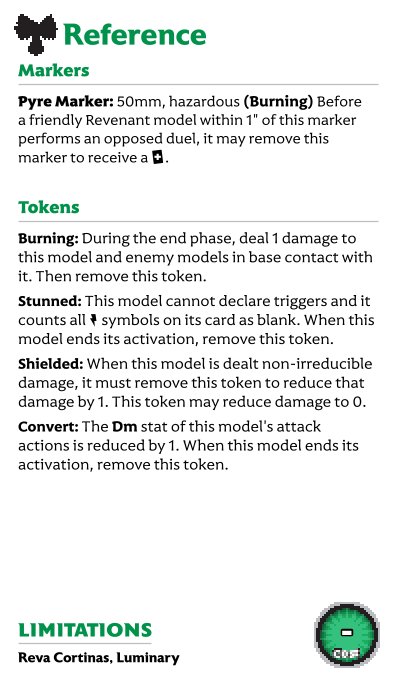 Reference
Markers
Pyre Marker: 50mm, hazardous (Burning) Before
a friendly Revenant model within 1" of this marker
performs an opposed duel, it may remove this
marker to receive a .
Tokens
Burning: During the end phase, deal 1 damage to
this model and enemy models in base contact with
it. Then remove this token.
Stunned: This model cannot declare triggers and it
counts all symbols on its card as blank. When this
model ends its activation, remove this token.
Shielded: When this model is dealt non-irreducible
damage, it must remove this token to reduce that
damage by 1. This token may reduce damage to 0.
Convert: The Dm stat of this model's attack
actions is reduced by 1. When this model ends its
activation, remove this token.
LIMITATIONS
Reva Cortinas, Luminary